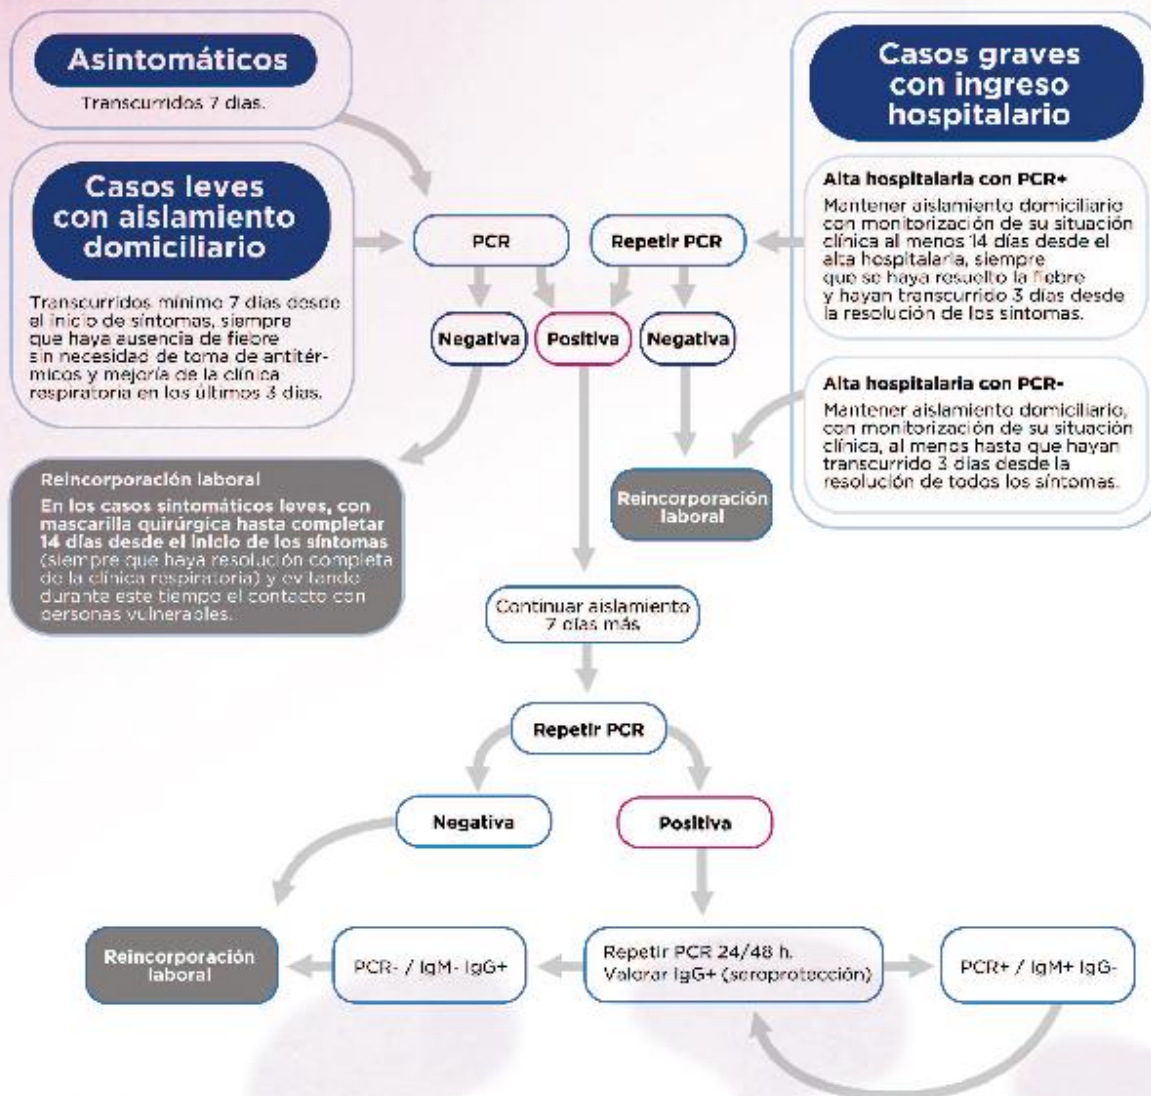 Asintomáticos
Transcurridos 7 días.
Casos leves
con aislamiento
domiciliario
Transcurridos mínimo 7 días desde
el inicio de síntomas, siempre
que haya ausencia de fiebre
sin necesidad de toma de antitér-
micos y mejoría de la clínica
respiratoria en los últimos 3 días.
Casos graves
con ingreso
hospitalario
Alta hospitalaria con PCR+
Mantener aislamiento domiciliario
con monitorización de su situación
clínica al menos 14 días desde el
alta hospitalaria, siempre
que se haya resuelto la fiebre
y hayan transcurrido 3 días desde
la resolución de los síntomas.
Alta hospitalaria con PCR-
Mantener aislamiento domiciliario,
con monitorización de su situación
clínica, al menos hasta que hayan
transcurrido 3 días desde la
resolución de todos los síntomas.
PCR
Repetir PCR
Negativa
Positiva
Negativa
Reincorporación laboral
En los casos sintomáticos leves, con
mascarilla quirúrgica hasta completar
14 días desde el inicio de los síntomas
(siempre que haya resolución completa
de la clínica respiratoria) y evitando
durante este tiempo el contacto con
personas vulnerables.
Reincorporación
laboral
Continuar aislamiento
7 días más
Repetir PCR
Negativa
Positiva
Reincorporación
laboral
PCR- / IgM- IgG+
Repetir PCR 24/48 h.
Valorar IgG+ (seroprotección)
PCR+ / IgM+ IgG-